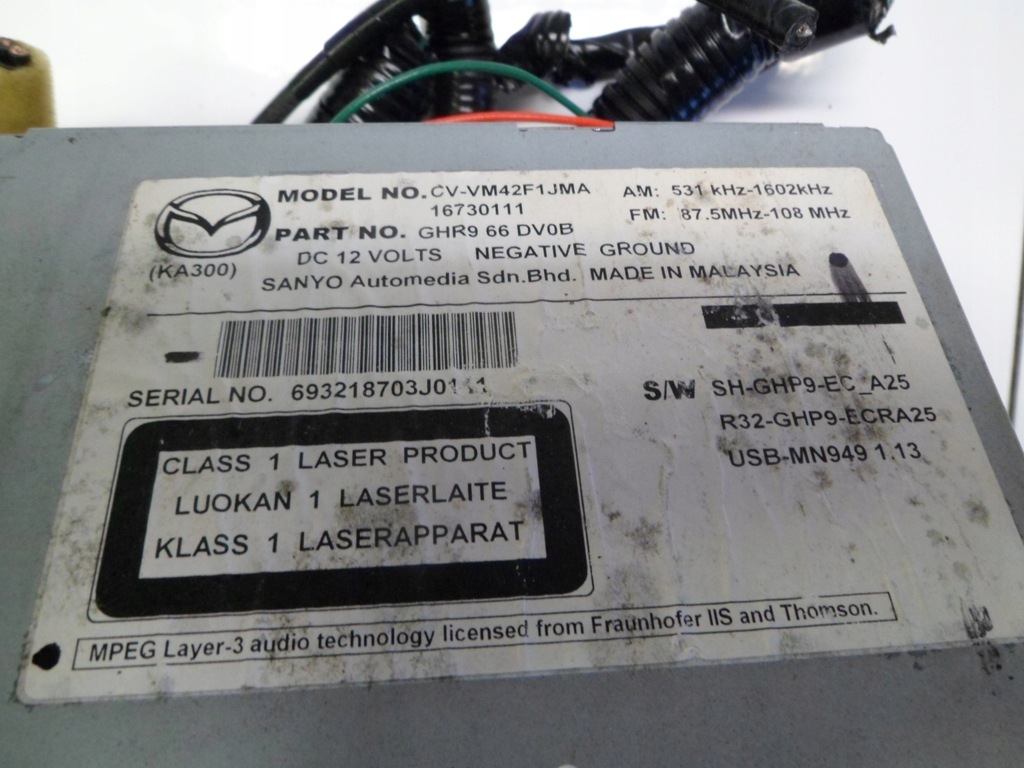 MODEL NO. CV-VM42F1JMA
16730111
PART NO. GHR9 66 DV0B
DC 12 VOLTS NEGATIVE GROUND
(KA300)
SANYO Automedia Sdn.Bhd. MADE IN MALAYSIA
AM: 531 kHz-1602kHz
FM: 87.5MHz-108 MHz
SERIAL NO.
CLASS 1 LASER PRODUCT
LUOKAN 1 LASERLAITE
KLASS 1 LASERAPPARAT
S/W SH-GHP9-EC_A25
R32-GHP9-ECRA25
USB-MN949 1.13
MPEG Layer-3 audio technology licensed from Fraunhofer IIS and Thomson.